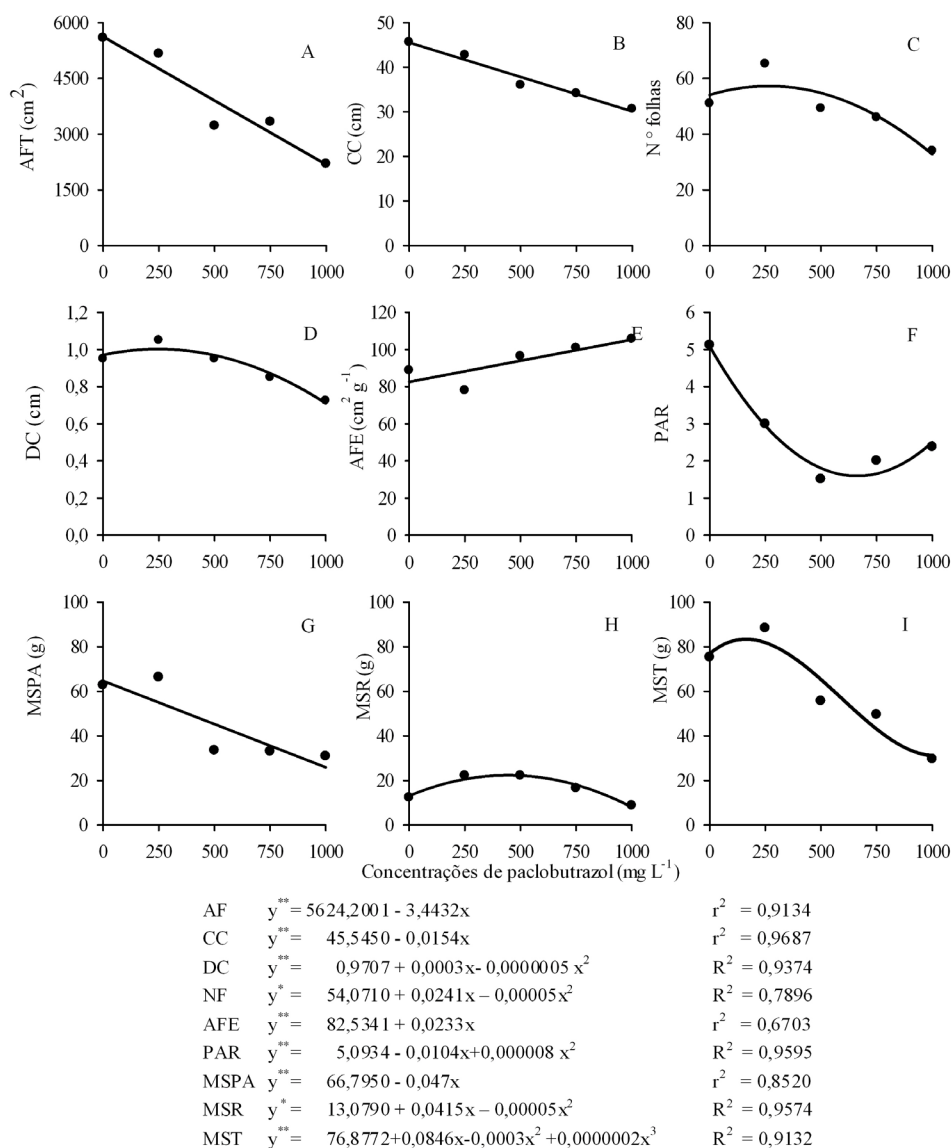 A
AFT (cm²)
6000
4500
3000
1500
0
0 250 500 750 1000
B
CC (cm)
50
40
30
20
10
0
0 250 500 750 1000
C
N° folhas
80
60
40
20
0
0 250 500 750 1000
D
DC (cm)
1,2
1,0
0,8
0,6
0,4
0,2
0,0
0 250 500 750 1000
E
AFE (cm² g⁻¹)
120
100
80
60
40
20
0
0 250 500 750 1000
F
PAR
6
5
4
3
2
1
0
0 250 500 750 1000
G
MSPA (g)
100
80
60
40
20
0
0 250 500 750 1000
H
MSR (g)
100
80
60
40
20
0
0 250 500 750 1000
I
MST (g)
100
80
60
40
20
0
0 250 500 750 1000
Concentrações de paclobutrazol (mg L⁻¹)
AF y**= 5624,2001 - 3,4432x r² = 0,9134
CC y**= 45,5450 - 0,0154x r² = 0,9687
DC y**= 0,9707 + 0,0003x- 0,0000005 x² R² = 0,9374
NF y* = 54,0710 + 0,0241x – 0,00005x² R² = 0,7896
AFE y**= 82,5341 + 0,0233x r² = 0,6703
PAR y**= 5,0934 - 0,0104x+0,000008 x² R² = 0,9595
MSPA y**= 66,7950 - 0,047x r² = 0,8520
MSR y* = 13,0790 + 0,0415x – 0,00005x² R² = 0,9574
MST y**= 76,8772+0,0846x-0,0003x² +0,0000002x³ R² = 0,9132